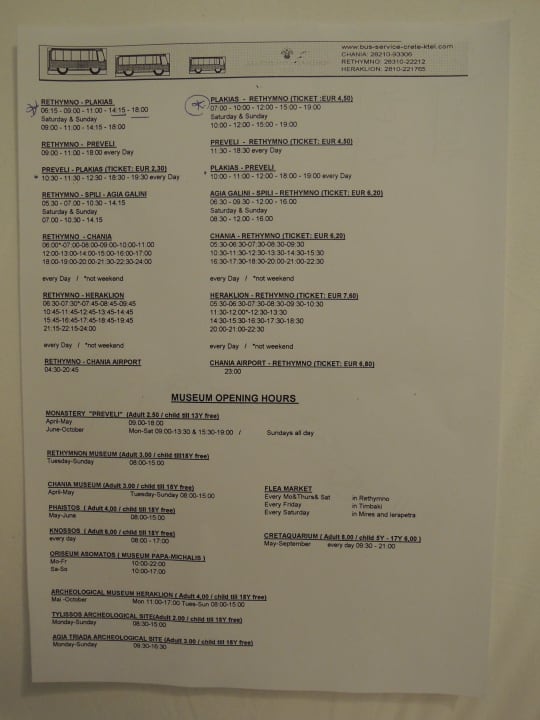 www.bus-service-crete-ktel.com
CHANIA: 28210-93306
RETHYMNO: 28310-22212
HERAKLION: 2810-221765
RETHYMNO - PLAKIAS
06:15 - 09:00 - 11:00 - 14:15 - 18:00
Saturday & Sunday
09:00 - 11:00 - 14:15 - 18:00
PLAKIAS - RETHYMNO (TICKET :EUR 4,50)
07:00 - 10:00 - 12:00 - 15:00 - 19:00
Saturday & Sunday
10:00 - 12:00 - 15:00 - 19:00
RETHYMNO - PREVELI
09:00 - 11:00 - 18:00 every Day
PREVELI - RETHYMNO (TICKET: EUR 4,50)
11:30 - 18:30 every Day
PREVELI - PLAKIAS (TICKET: EUR 2,30)
* 10:30 - 11:30 - 12:30 - 18:30 - 19:30 every Day
PLAKIAS - PREVELI
* 10:00 - 11:00 - 12:00 - 18:00 - 19:00 every Day
RETHYMNO - SPILI - AGIA GALINI
05.30 - 07.00 - 10.30 - 14.15
Saturday & Sunday
07.00 - 10.30 - 14.15
AGIA GALINI - SPILI - RETHYMNO (TICKET: EUR 6,20)
06:30 - 09.30 - 12:00 - 16.00
Saturday & Sunday
08:30 - 12.00 - 16:00
RETHYMNO - CHANIA
06:00*-07:00-08:00-09:00-10:00-11:00
12:00-13:00-14:00-15:00-16:00-17:00
18:00-19:00-20:00-21:30-22:30-24:00
every Day / *not weekend
CHANIA - RETHYMNO (TICKET: EUR 6,20)
05:30-06:30-07:30-08:30-09:30
10:30-11:30-12:30-13:30-14:30-15:30
16:30-17:30-18:30-20:00-21:00-22:30
every Day / *not weekend
RETHYMNO - HERAKLION
06:30-07:30*-07:45-08:45-09:45
10:45-11:45-12:45-13:45-14:45
15:45-16:45-17:45-18:45-19:45
21:15-22:15-24:00
every Day / *not weekend
HERAKLION - RETHYMNO (TICKET: EUR 7,60)
05:30-06:30-07:30-08:30-09:30-10:30
11:30-12:00*-12:30-13:30
14:30-15.30-16:30-17:30-18:30
20:00-21.00-22:30
every Day / *not weekend
RETHYMNO - CHANIA AIRPORT
04:30-20:45
CHANIA AIRPORT - RETHYMNO (TICKET: EUR 6,80)
23:00
MUSEUM OPENING HOURS
MONASTERY "PREVELI" (Adult 2,50 / child till 13Y free)
April-May 09.00-18.00
June-October Mon-Sat 09:00-13:30 & 15:30-19:00 / Sundays all day
RETHYMNON MUSEUM (Adult 3.00 / child till18Y free)
Tuesday-Sunday 08:00-15:00
CHANIA MUSEUM (Adult 3.00 / child till 18Y free)
April-May Tuesday-Sunday 08:00-15:00
PHAISTOS ( Adult 4,00 / child till 18Y free)
May-June 08:00-15:00
KNOSSOS ( Adult 6,00 / child till 18Y free)
every day 08:00 - 17:00
ORISEUM ASOMATOS ( MUSEUM PAPA-MICHALIS )
Mo-Fr 10:00-22:00
Sa-So 10:00-17:00
FLEA MARKET
Every Mo&Thurs& Sat in Rethymno
Every Friday in Timbaki
Every Saturday in Mires and Ierapetra
CRETAQUARIUM ( Adult 8,00 / child 5Y - 17Y 6,00 )
May-September every day 09:30 - 21:00
ARCHEOLOGICAL MUSEUM HERAKLION ( Adult 4,00 / child till 18Y free)
Mai -October Mon 11:00-17:00 Tues-Sun 08:00-15:00
TYLISSOS ARCHEOLOGICAL SITE(Adult 2.00 / child till 18Y free)
Monday-Sunday 08:30-15:00
AGIA TRIADA ARCHEOLOGICAL SITE (Adult 3.00 / child till 18Y free)
Monday-Sunday 09.30-16:30